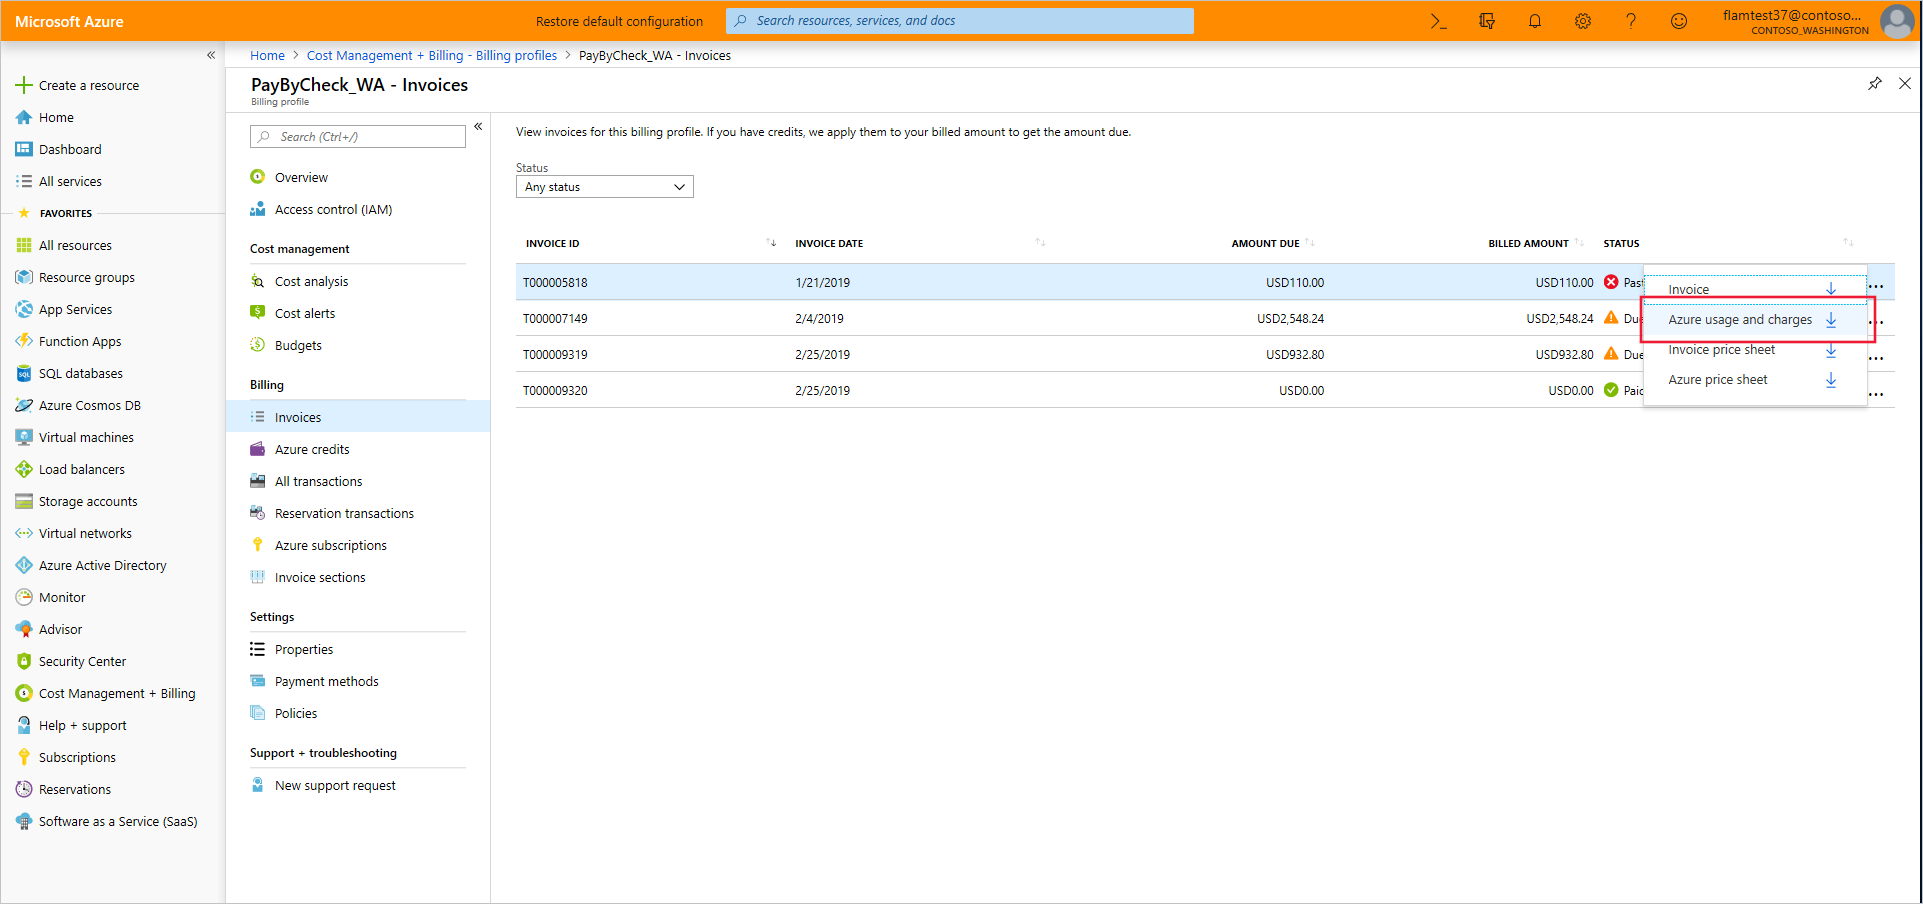 Microsoft Azure
Restore default configuration
Search resources, services, and docs
flamtest37@contoso...
CONTOSO_WASHINGTON
Create a resource
Home
Dashboard
All services
FAVORITES
All resources
Resource groups
App Services
Function Apps
SQL databases
Azure Cosmos DB
Virtual machines
Load balancers
Storage accounts
Virtual networks
Azure Active Directory
Monitor
Advisor
Security Center
Cost Management + Billing
Help + support
Subscriptions
Reservations
Software as a Service (SaaS)
Home > Cost Management + Billing - Billing profiles > PayByCheck_WA - Invoices
PayByCheck_WA - Invoices
Billing profile
Search (Ctrl+/)
Overview
Access control (IAM)
Cost management
Cost analysis
Cost alerts
Budgets
Billing
Invoices
Azure credits
All transactions
Reservation transactions
Azure subscriptions
Invoice sections
Settings
Properties
Payment methods
Policies
Support + troubleshooting
New support request
View invoices for this billing profile. If you have credits, we apply them to your billed amount to get the amount due.
Status
Any status
INVOICE ID INVOICE DATE AMOUNT DUE BILLED AMOUNT STATUS
T000005818 1/21/2019 USD110.00 USD110.00 Past
T000007149 2/4/2019 USD2,548.24 USD2,548.24 Due
T000009319 2/25/2019 USD932.80 USD932.80 Due
T000009320 2/25/2019 USD0.00 USD0.00 Paid
Invoice
Azure usage and charges
Invoice price sheet
Azure price sheet